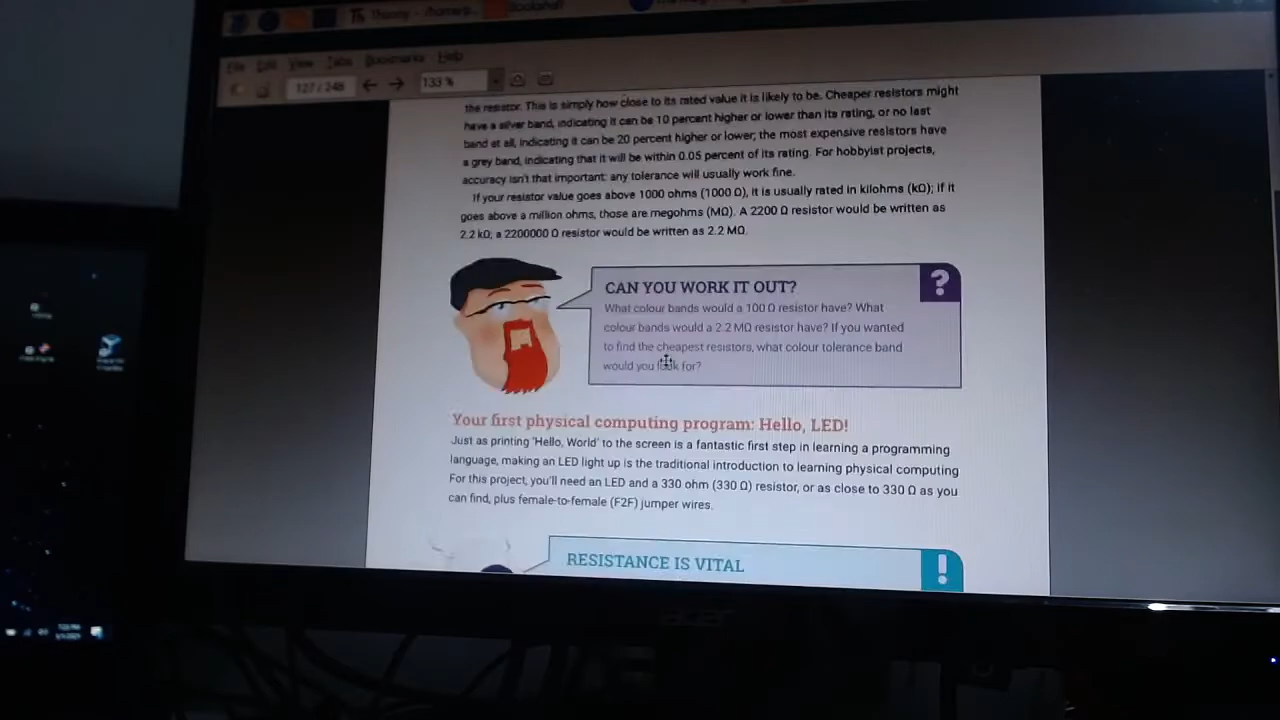 File Edit View Tabs Bookmarks Help
127 / 248 133 %
the resistor. This is simply how close to its rated value it is likely to be. Cheaper resistors might
have a silver band, indicating it can be 10 percent higher or lower than its rating, or no last
band at all, indicating it can be 20 percent higher or lower; the most expensive resistors have
a grey band, indicating that it will be within 0.05 percent of its rating. For hobbyist projects,
accuracy isn't that important: any tolerance will usually work fine.
If your resistor value goes above 1000 ohms (1000 Ω), it is usually rated in kilohms (kΩ); if it
goes above a million ohms, those are megohms (MΩ). A 2200 Ω resistor would be written as
2.2 kΩ; a 2200000 Ω resistor would be written as 2.2 MΩ.
CAN YOU WORK IT OUT?
?
What colour bands would a 100 Ω resistor have? What
colour bands would a 2.2 MΩ resistor have? If you wanted
to find the cheapest resistors, what colour tolerance band
would you look for?
Your first physical computing program: Hello, LED!
Just as printing 'Hello, World' to the screen is a fantastic first step in learning a programming
language, making an LED light up is the traditional introduction to learning physical computing
For this project, you'll need an LED and a 330 ohm (330 Ω) resistor, or as close to 330 Ω as you
can find, plus female-to-female (F2F) jumper wires.
RESISTANCE IS VITAL
!
acer